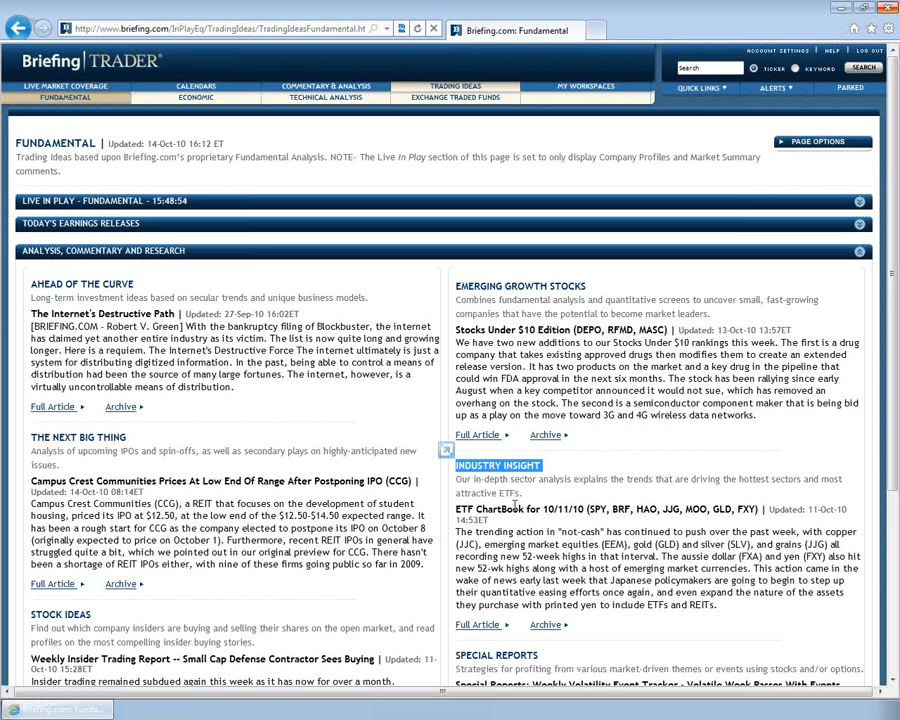 http://www.briefing.com/InPlayEq/TradingIdeas/TradingIdeasFundamental.ht
Briefing.com: Fundamental
Briefing TRADER®
ACCOUNT SETTINGS | HELP | LOG OUT
Search TICKER KEYWORD SEARCH
LIVE MARKET COVERAGE CALENDARS COMMENTARY & ANALYSIS TRADING IDEAS MY WORKSPACES
QUICK LINKS ALERTS PARKED
FUNDAMENTAL ECONOMIC TECHNICAL ANALYSIS EXCHANGE TRADED FUNDS
FUNDAMENTAL | Updated: 14-Oct-10 16:12 ET
PAGE OPTIONS
Trading Ideas based upon Briefing.com's proprietary Fundamental Analysis. NOTE- The Live In Play section of this page is set to only display Company Profiles and Market Summary
comments.
LIVE IN PLAY - FUNDAMENTAL - 15:48:54
TODAY'S EARNINGS RELEASES
ANALYSIS, COMMENTARY AND RESEARCH
AHEAD OF THE CURVE
Long-term investment ideas based on secular trends and unique business models.
The Internet's Destructive Path | Updated: 27-Sep-10 16:02ET
[BRIEFING.COM - Robert V. Green] With the bankruptcy filing of Blockbuster, the internet
has claimed yet another entire industry as its victim. The list is now quite long and growing
longer. Here is a requiem. The Internet's Destructive Force The internet ultimately is just a
system for distributing digitized information. In the past, being able to control a means of
distribution had been the source of many large fortunes. The internet, however, is a
virtually uncontrollable means of distribution.
Full Article Archive
THE NEXT BIG THING
Analysis of upcoming IPOs and spin-offs, as well as secondary plays on highly-anticipated new
issues.
Campus Crest Communities Prices At Low End Of Range After Postponing IPO (CCG) |
Updated: 14-Oct-10 08:14ET
Campus Crest Communities (CCG), a REIT that focuses on the development of student
housing, priced its IPO at $12.50, at the low end of the $12.50-$14.50 expected range. It
has been a rough start for CCG as the company elected to postpone its IPO on October 8
(originally expected to price on October 1). Furthermore, recent REIT IPOs in general have
struggled quite a bit, which we pointed out in our original preview for CCG. There hasn't
been a shortage of REIT IPOs either, with nine of these firms going public so far in 2009.
Full Article Archive
STOCK IDEAS
Find out which company insiders are buying and selling their shares on the open market, and read
profiles on the most compelling insider buying stories.
Weekly Insider Trading Report -- Small Cap Defense Contractor Sees Buying | Updated: 11-
Oct-10 15:28ET
Insider trading remained subdued again this week as it has now for over a month.
EMERGING GROWTH STOCKS
Combines fundamental analysis and quantitative screens to uncover small, fast-growing
companies that have the potential to become market leaders.
Stocks Under $10 Edition (DEPO, RFMD, MASC) | Updated: 13-Oct-10 13:57ET
We have two new additions to our Stocks Under $10 rankings this week. The first is a drug
company that takes existing approved drugs then modifies them to create an extended
release version. It has two products on the market and a key drug in the pipeline that
could win FDA approval in the next six months. The stock has been rallying since early
August when a key competitor announced it would not sue, which has removed an
overhang on the stock. The second is a semiconductor component maker that is being bid
up as a play on the move toward 3G and 4G wireless data networks.
Full Article Archive
INDUSTRY INSIGHT
Our in-depth sector analysis explains the trends that are driving the hottest sectors and most
attractive ETFs.
ETF ChartBook for 10/11/10 (SPY, BRF, HAO, JJG, MOO, GLD, FXY) | Updated: 11-Oct-10
14:53ET
The trending action in "not-cash" has continued to push over the past week, with copper
(JJC), emerging market equities (EEM), gold (GLD) and silver (SLV), and grains (JJG) all
recording new 52-week highs in that interval. The aussie dollar (FXA) and yen (FXY) also hit
new 52-wk highs along with a host of emerging market currencies. This action came in the
wake of news early last week that Japanese policymakers are going to begin to step up
their quantitative easing efforts once again, and even expand the nature of the assets
they purchase with printed yen to include ETFs and REITs.
Full Article Archive
SPECIAL REPORTS
Strategies for profiting from various market-driven themes or events using stocks and/or options.
Special Reports: Weekly Volatility Event Tracker - Volatile Week Passes With Events
Briefing.com: Funda...